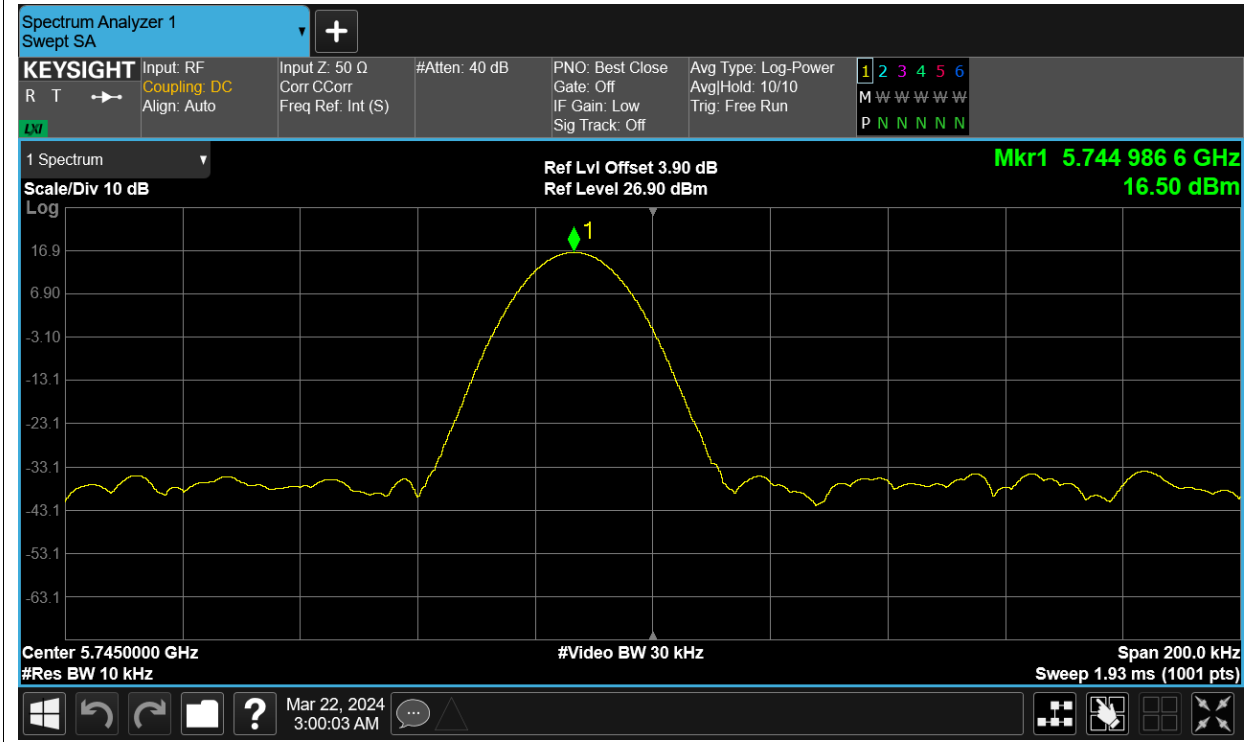 Spectrum Analyzer 1
Swept SA
KEYSIGHT
R T
LXI
Input: RF
Coupling: DC
Align: Auto
Input Z: 50 Ω
Corr CCorr
Freq Ref: Int (S)
#Atten: 40 dB
PNO: Best Close
Gate: Off
IF Gain: Low
Sig Track: Off
Avg Type: Log-Power
Avg|Hold: 10/10
Trig: Free Run
1 2 3 4 5 6
M W W W W W
P N N N N N
1 Spectrum
Scale/Div 10 dB
Log
Ref Lvl Offset 3.90 dB
Ref Level 26.90 dBm
Mkr1 5.744 986 6 GHz
16.50 dBm
1
16.9
6.90
-3.10
-13.1
-23.1
-33.1
-43.1
-53.1
-63.1
Center 5.7450000 GHz
#Res BW 10 kHz
#Video BW 30 kHz
Span 200.0 kHz
Sweep 1.93 ms (1001 pts)
?
Mar 22, 2024
3:00:03 AM